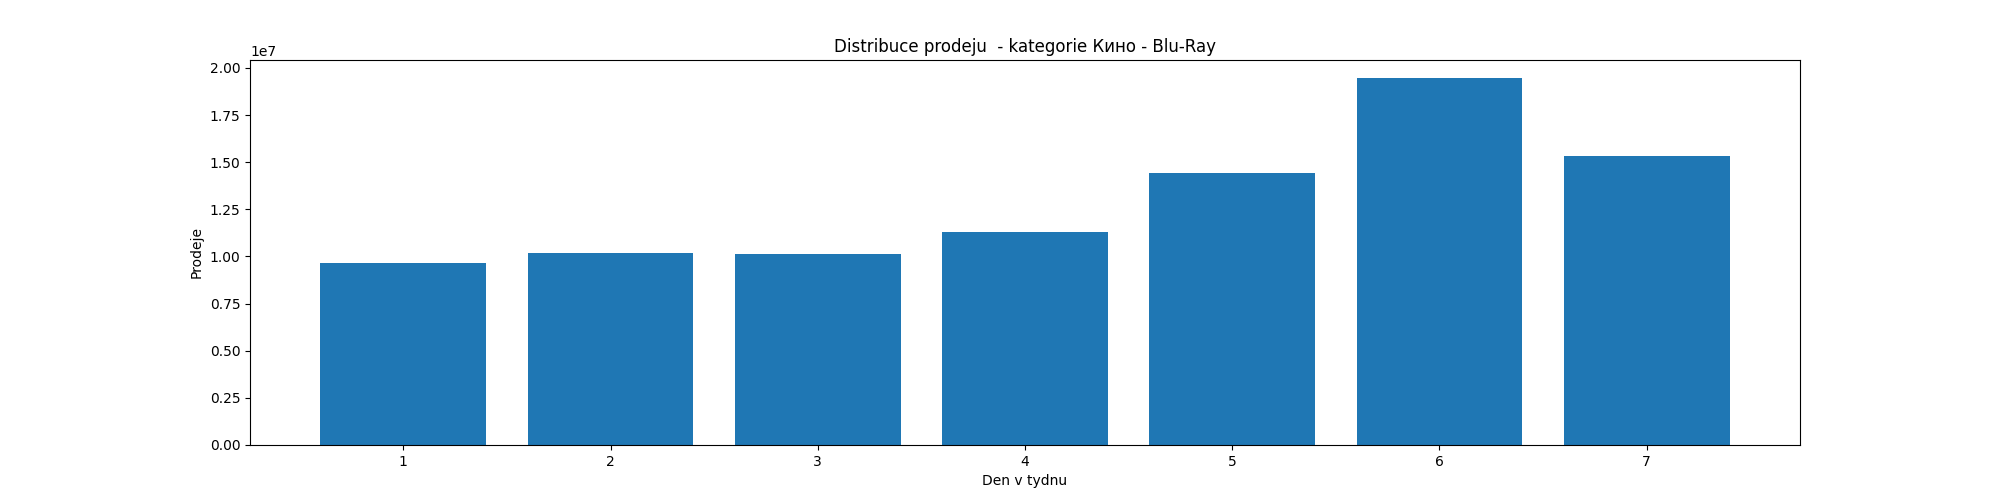 Distribuce prodeju  - kategorie Кино - Blu-Ray
1e7
2.00
1.75
1.50
1.25
1.00
0.75
0.50
0.25
0.00
Prodeje
1 2 3 4 5 6 7
Den v tydnu